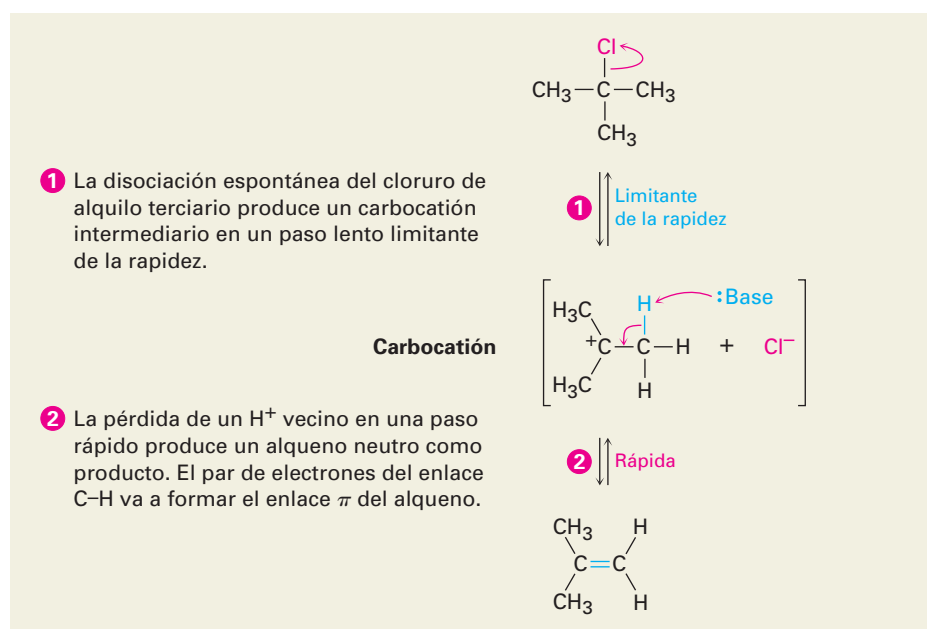 Cl
CH3—C—CH3
CH3
1 La disociación espontánea del cloruro de
alquilo terciario produce un carbocatión
intermediario en un paso lento limitante
de la rapidez.
1 Limitante
de la rapidez
Carbocatión
H :Base
H3C
+C—C—H + Cl−
H3C H
2 La pérdida de un H+ vecino en una paso
rápido produce un alqueno neutro como
producto. El par de electrones del enlace
C–H va a formar el enlace π del alqueno.
2 Rápida
CH3 H
C=C
CH3 H